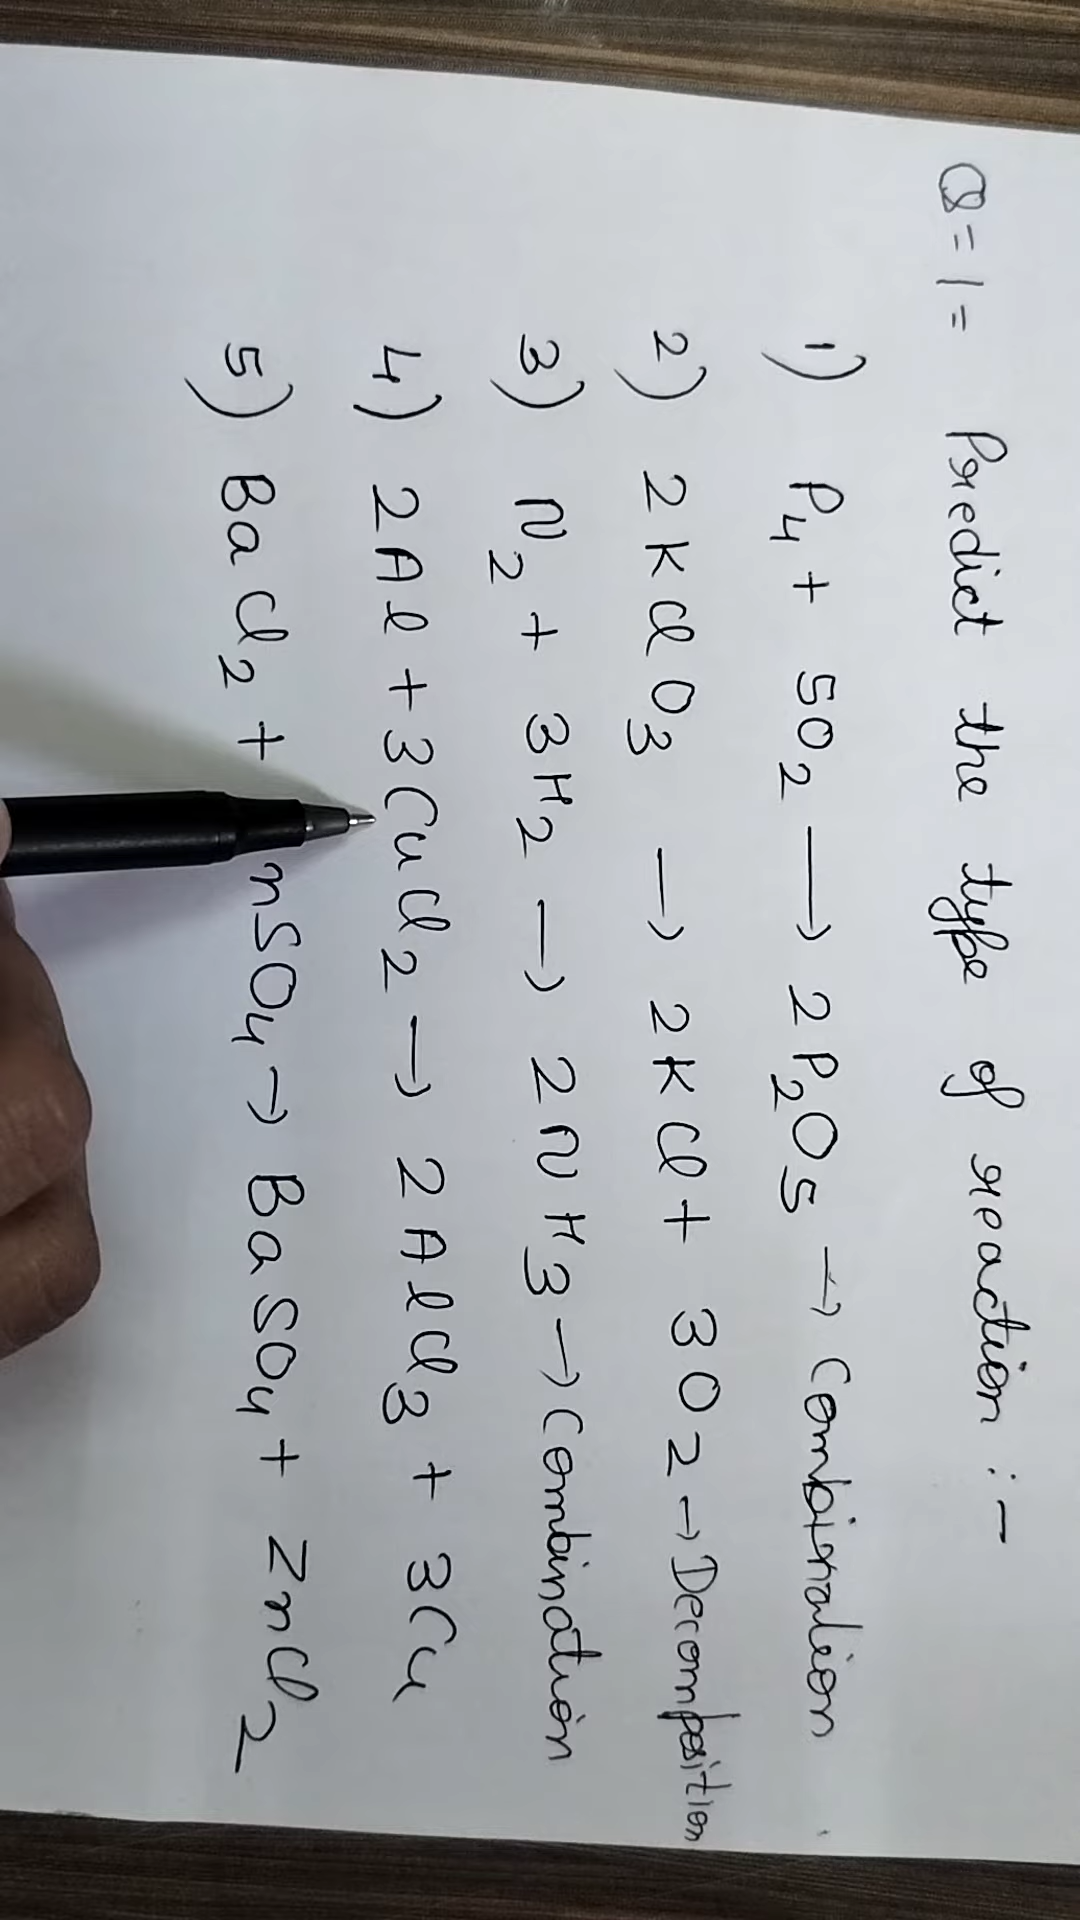 Q=1= Predict the type of reaction :-
1) P4 + 5O2 → 2P2O5 → Combination
2) 2KClO3 → 2KCl + 3O2 → Decomposition
3) N2 + 3H2 → 2NH3 → Combination
4) 2Al + 3CuCl2 → 2AlCl3 + 3Cu
5) BaCl2 + nSO4 → BaSO4 + ZnCl2